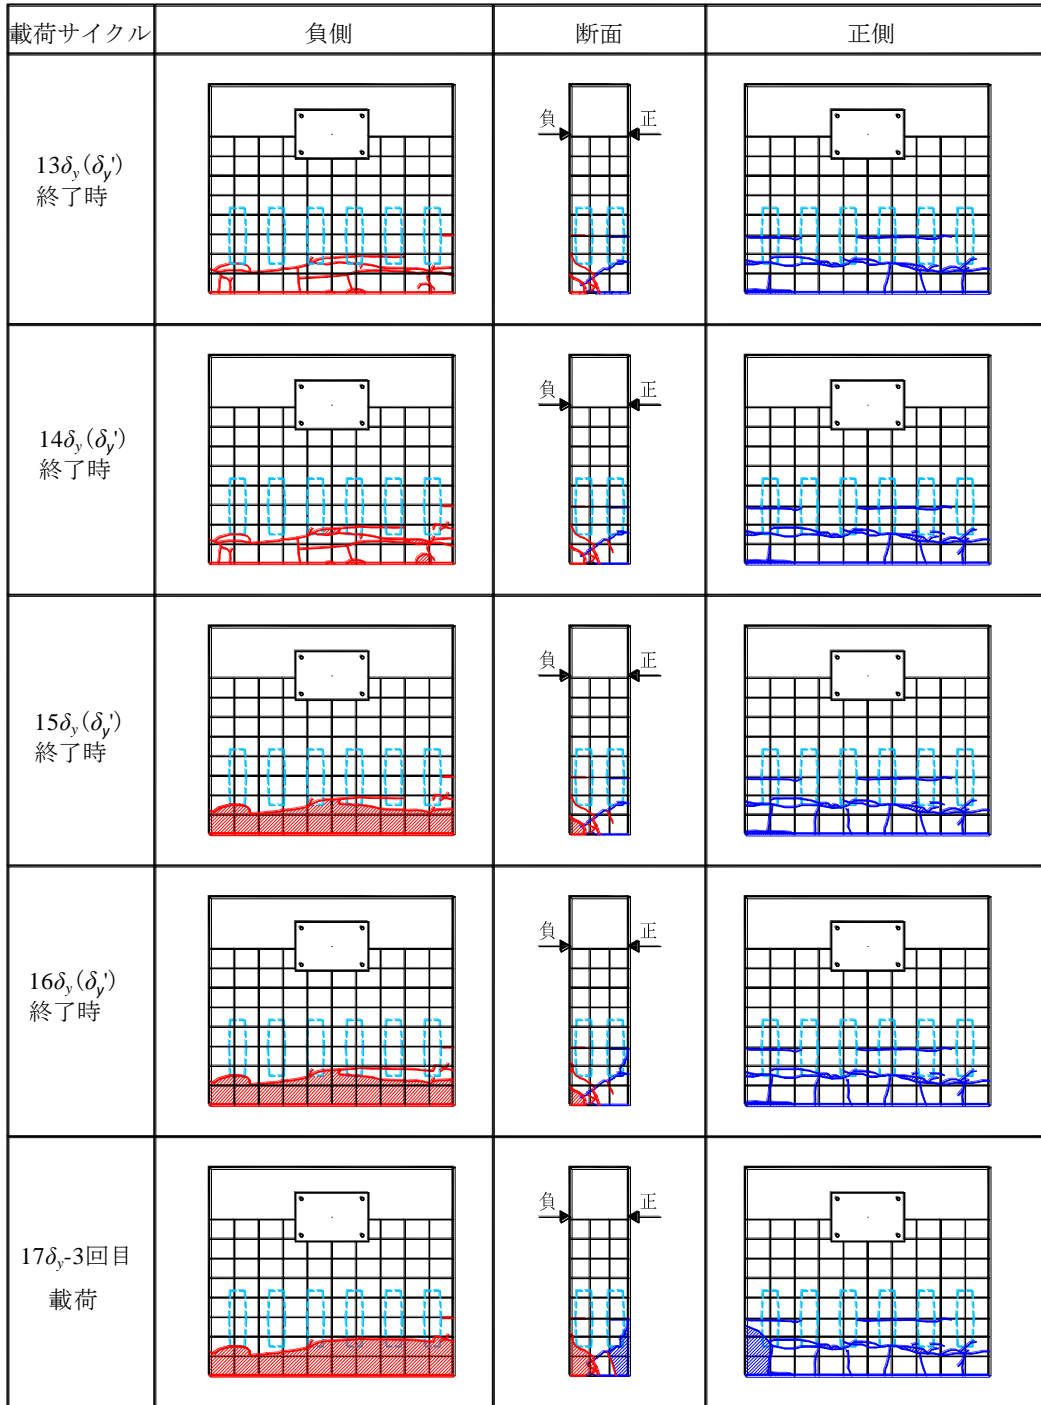 載荷サイクル 負側 断面 正側
13δy(δy')
終了時
負 正
14δy(δy')
終了時
負 正
15δy(δy')
終了時
負 正
16δy(δy')
終了時
負 正
17δy-3回目
載荷
負 正